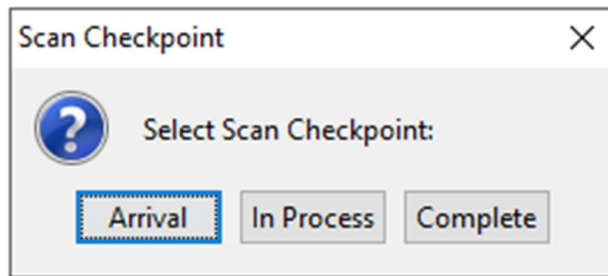 Scan Checkpoint
Select Scan Checkpoint:
Arrival In Process Complete